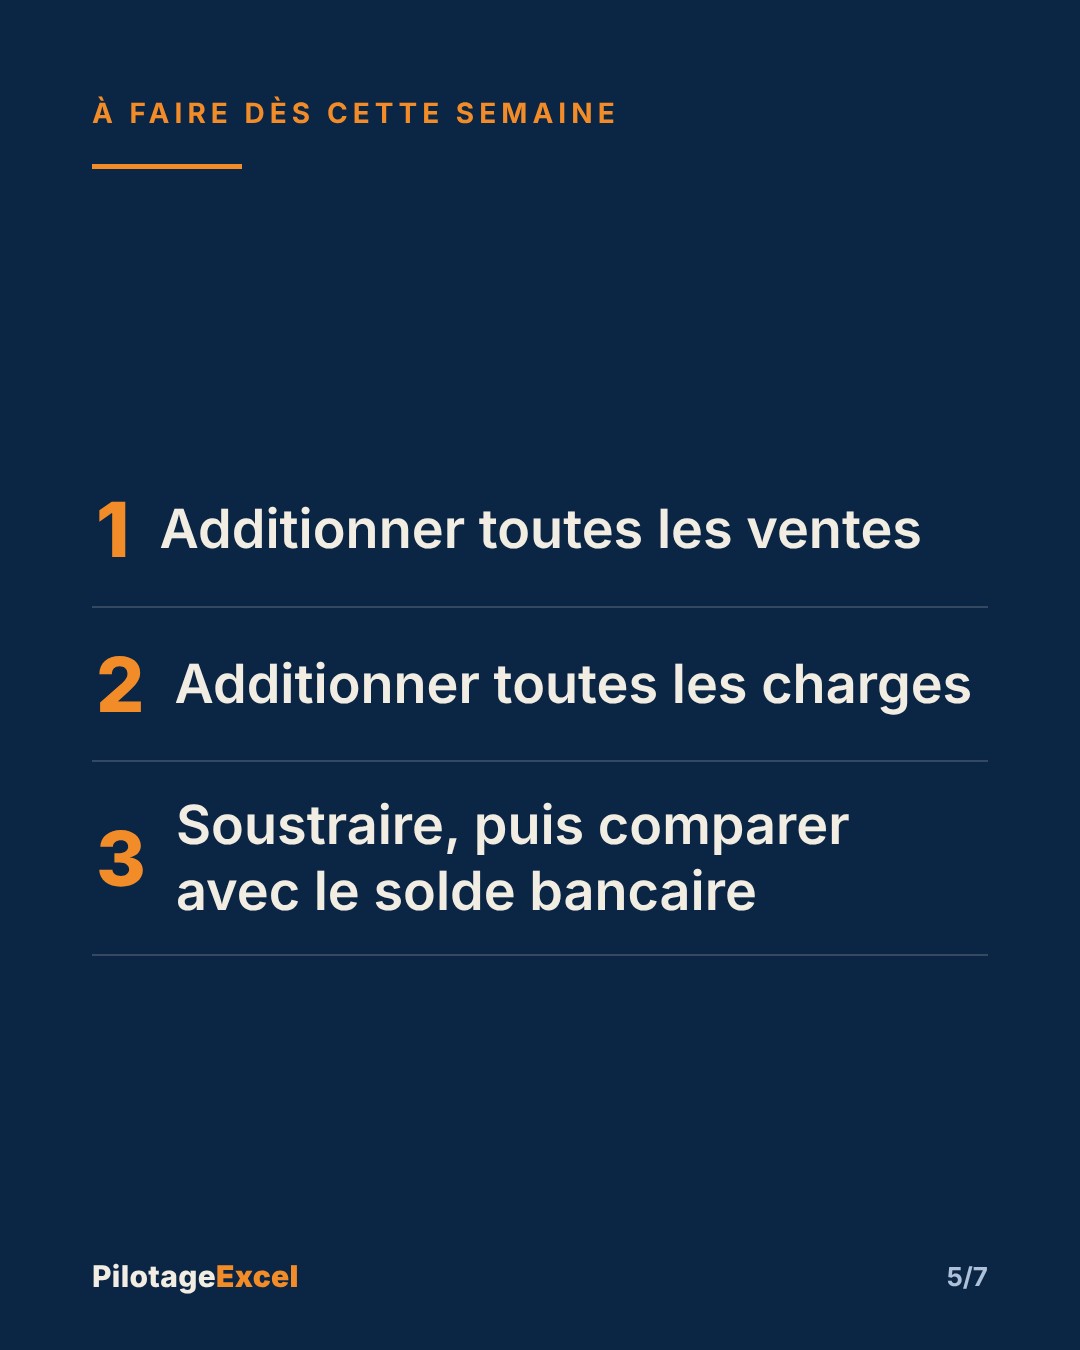 À FAIRE DÈS CETTE SEMAINE
1 Additionner toutes les ventes
2 Additionner toutes les charges
3 Soustraire, puis comparer
avec le solde bancaire
PilotageExcel
5/7